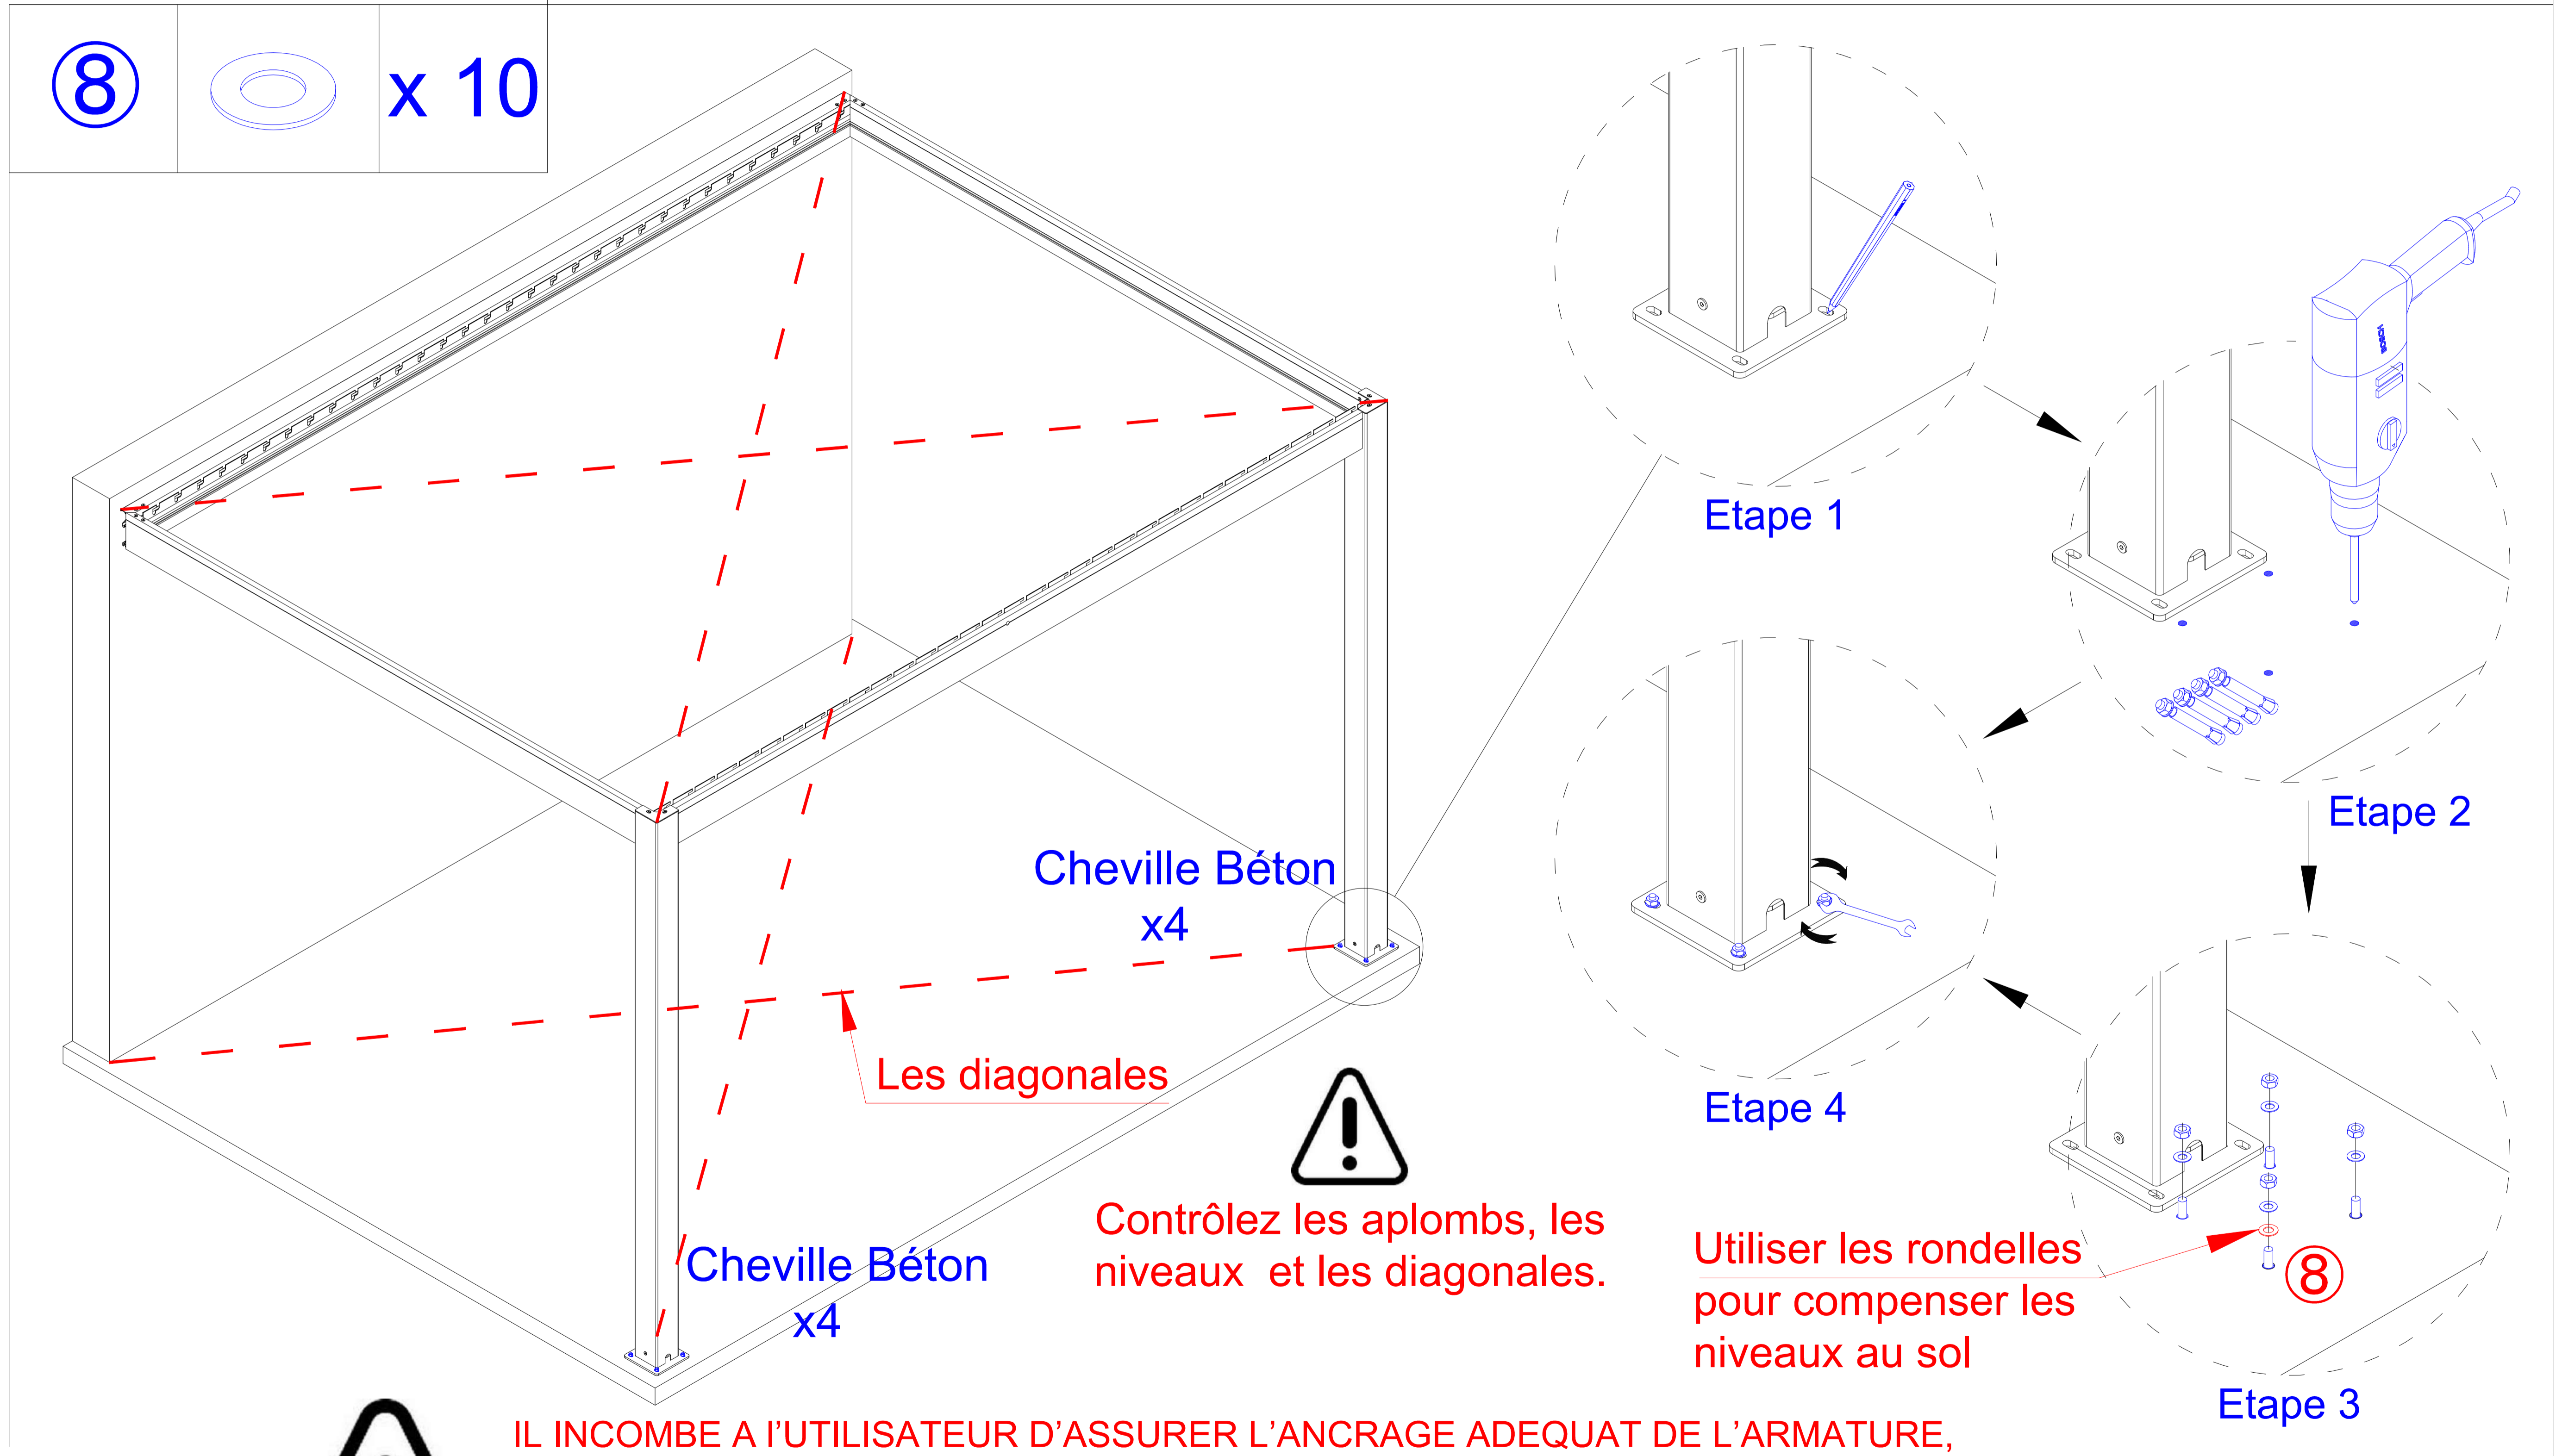 ⑧ x 10
Etape 1
Etape 2
Cheville Béton
x4
Les diagonales
Etape 4
Contrôlez les aplombs, les
niveaux et les diagonales.
Cheville Béton
x4
Utiliser les rondelles
pour compenser les
niveaux au sol
⑧
Etape 3
IL INCOMBE A l'UTILISATEUR D'ASSURER L'ANCRAGE ADEQUAT DE L'ARMATURE,